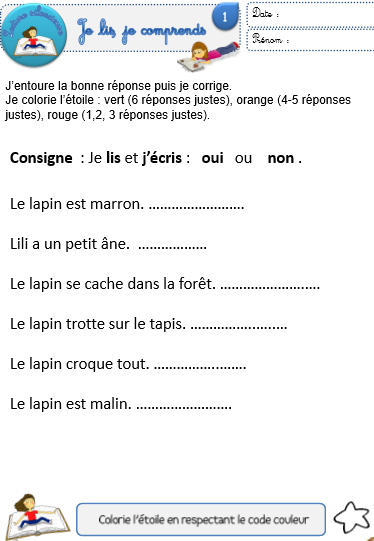 Lecture silencieuse
Je lis, je comprends
1
Date :
Prénom :
J'entoure la bonne réponse puis je corrige.
Je colorie l'étoile : vert (6 réponses justes), orange (4-5 réponses
justes), rouge (1,2, 3 réponses justes).
Consigne : Je lis et j'écris : oui ou non .
Le lapin est marron. ..........................
Lili a un petit âne. ..................
Le lapin se cache dans la forêt. ..........................
Le lapin trotte sur le tapis. ..........................
Le lapin croque tout. ........................
Le lapin est malin. ..........................
Colorie l'étoile en respectant le code couleur